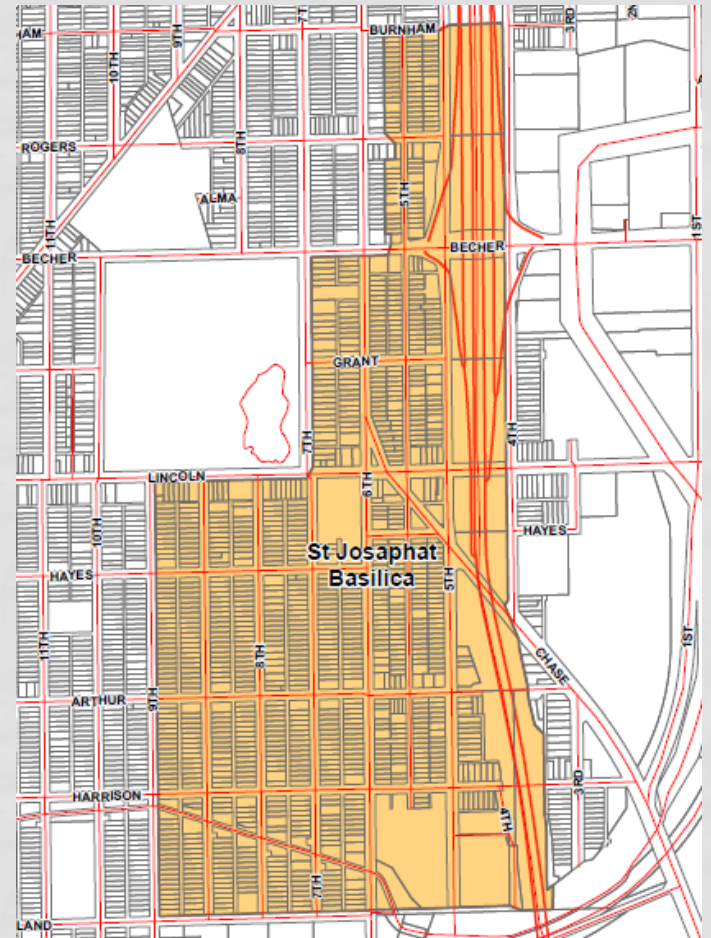 7T
BURNHAM
3RD
2N
AM
9TH
10TH
ROGERS
8TH
5TH
ALMA
11TH
1ST
BECHER
BECHER
GRANT
7TH
4TH
LINCOLN
6TH
10TH
HAYES
St Josaphat
Basilica
HAYES
5TH
11TH
8TH
1ST
CHASE
ARTHUR
9TH
HARRISON
3RD
4TH
7TH
LAND